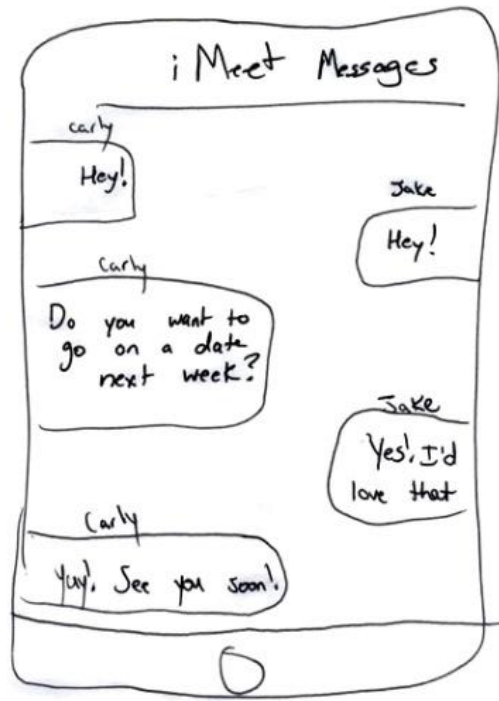 iMeet Messages
Carly
Hey!
Jake
Hey!
Carly
Do you want to
go on a date
next week?
Jake
Yes! I'd
love that
Carly
Yay! See you soon!